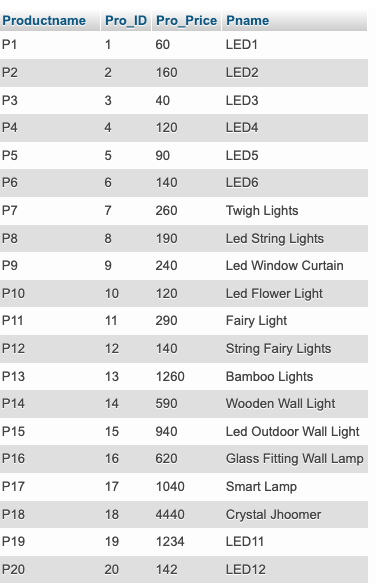 Productname Pro_ID Pro_Price Pname
P1 1 60 LED1
P2 2 160 LED2
P3 3 40 LED3
P4 4 120 LED4
P5 5 90 LED5
P6 6 140 LED6
P7 7 260 Twigh Lights
P8 8 190 Led String Lights
P9 9 240 Led Window Curtain
P10 10 120 Led Flower Light
P11 11 290 Fairy Light
P12 12 140 String Fairy Lights
P13 13 1260 Bamboo Lights
P14 14 590 Wooden Wall Light
P15 15 940 Led Outdoor Wall Light
P16 16 620 Glass Fitting Wall Lamp
P17 17 1040 Smart Lamp
P18 18 4440 Crystal Jhoomer
P19 19 1234 LED11
P20 20 142 LED12